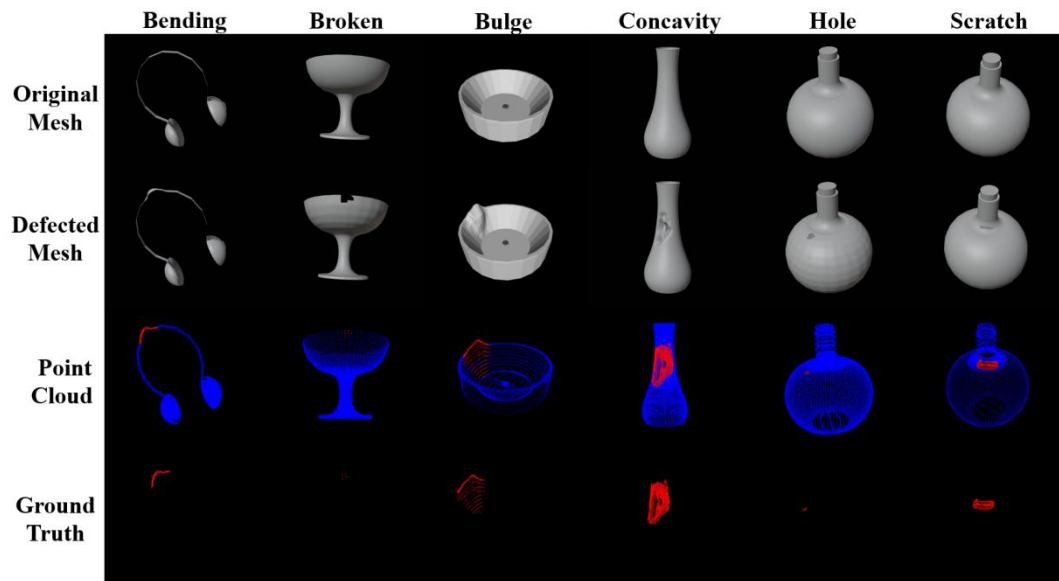 Bending Broken Bulge Concavity Hole Scratch
Original
Mesh
Defected
Mesh
Point
Cloud
Ground
Truth